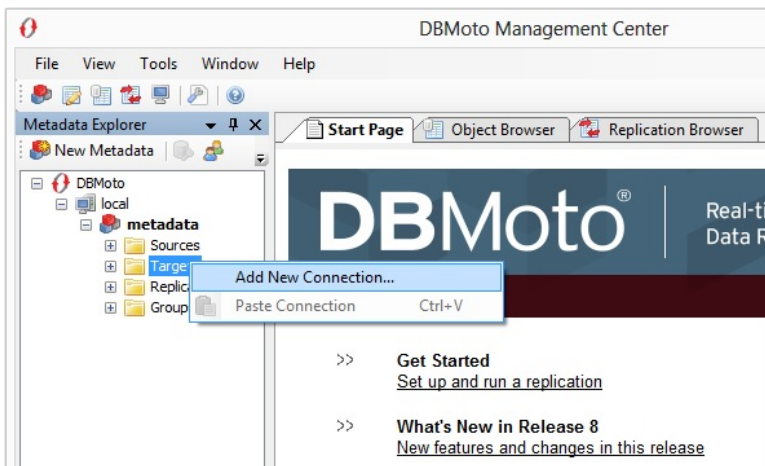 DBMoto Management Center
File View Tools Window Help
Metadata Explorer
Start Page Object Browser Replication Browser
New Metadata
DBMoto
local
metadata
Sources
Add New Connection...
Paste Connection Ctrl+V
Group
DBMoto®
Data
>> Get Started
Set up and run a replication
>> What's New in Release 8
New features and changes in this release